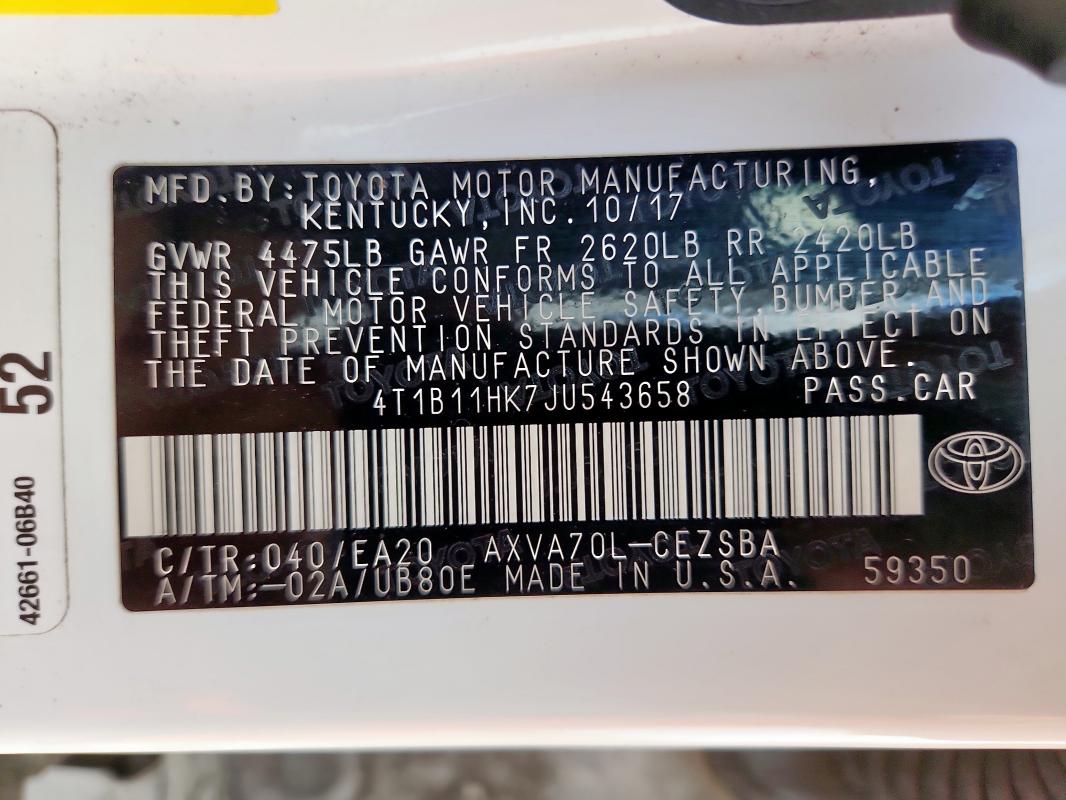 MFD. BY: TOYOTA MOTOR MANUFACTURING,
KENTUCKY, INC. 10/17
GVWR 4475LB GAWR FR 2620LB RR 2420LB
THIS VEHICLE CONFORMS TO ALL APPLICABLE
FEDERAL MOTOR VEHICLE SAFETY, BUMPER, AND
THEFT PREVENTION STANDARDS IN EFFECT ON
THE DATE OF MANUFACTURE SHOWN ABOVE.
4T1B11HK7JU543658 PASS. CAR
C/TR: 040/EA20 AXVA70L-CEZSBA
A/TM: -02A/UB80E MADE IN U.S.A. 59350
52
42661-06B40